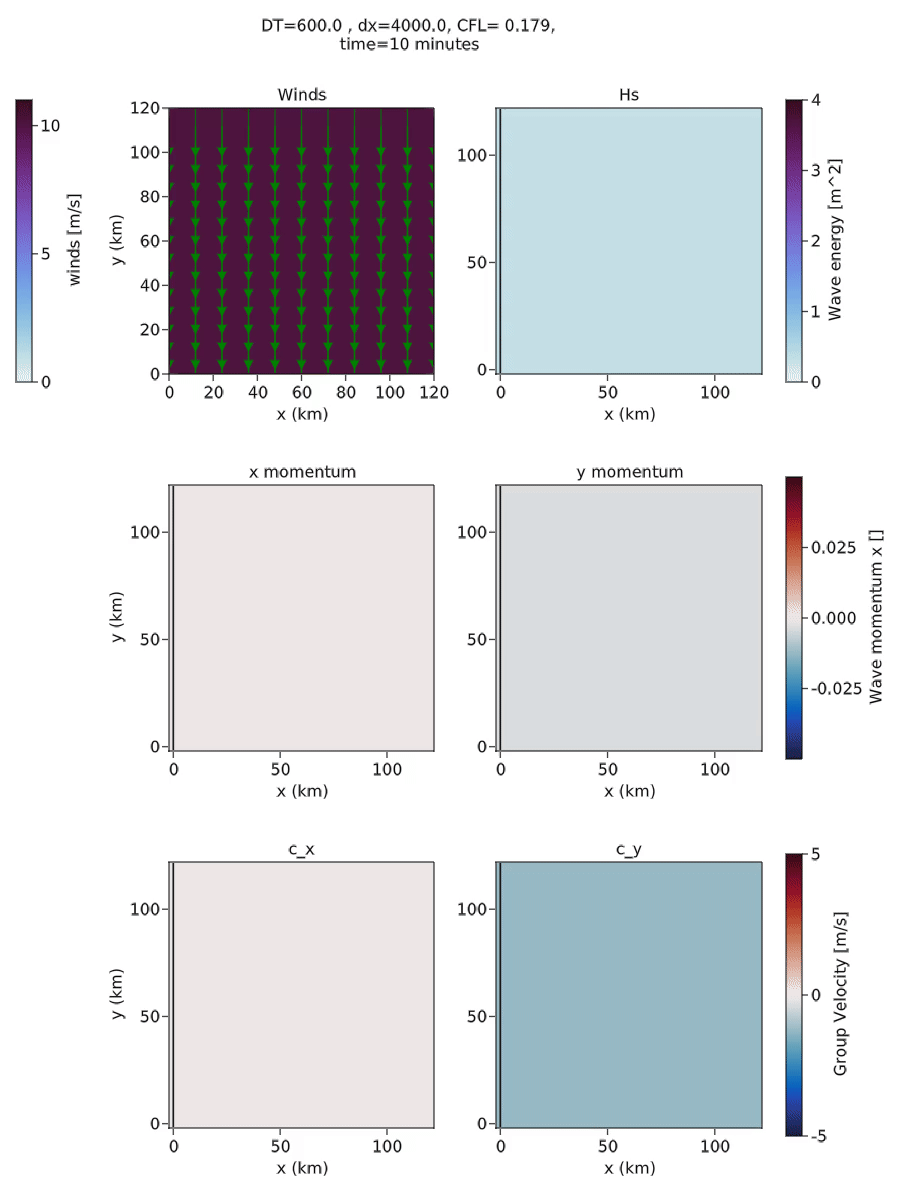 DT=600.0 , dx=4000.0, CFL= 0.179,
time=10 minutes
Winds
Hs
10
5
0
winds [m/s]
120
100
80
60
40
20
0
y (km)
0 20 40 60 80 100 120
x (km)
100
50
0
0 50 100
x (km)
4
3
2
1
0
Wave energy [m^2]
x momentum
y momentum
100
50
0
y (km)
0 50 100
x (km)
100
50
0
0 50 100
x (km)
0.025
0.000
-0.025
Wave momentum x []
c_x
c_y
100
50
0
y (km)
0 50 100
x (km)
100
50
0
0 50 100
x (km)
5
0
-5
Group Velocity [m/s]